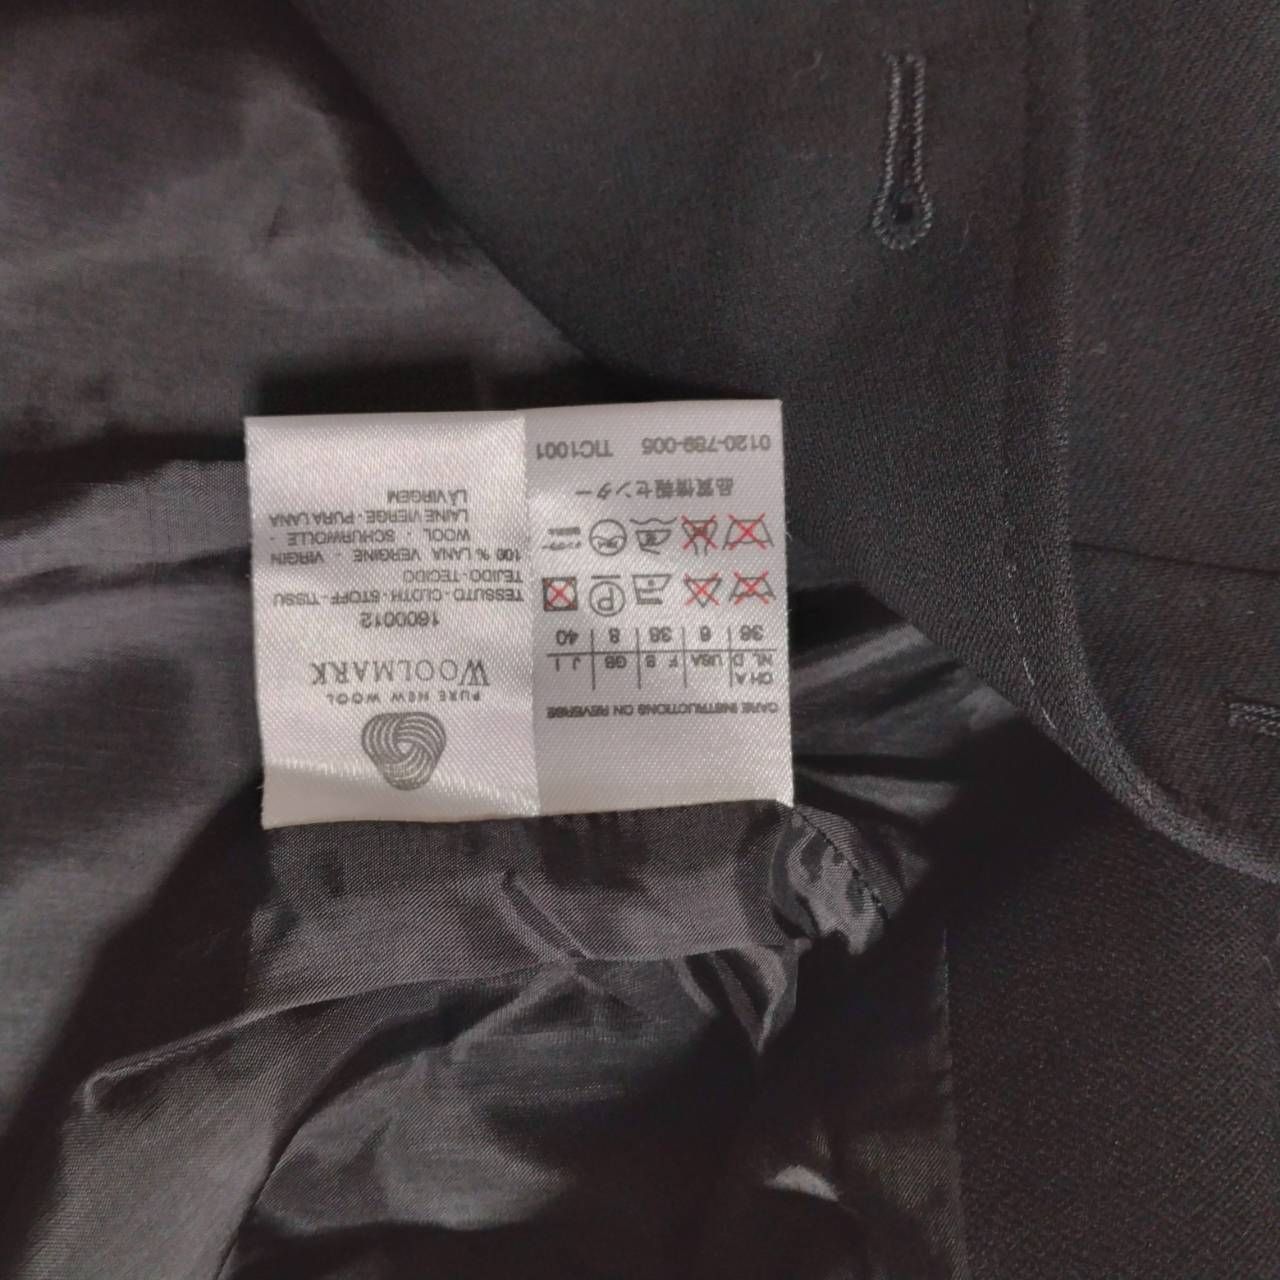 CARE INSTRUCTIONS ON REVERSE
CH A
NL D USA F B GB J I
36 6 38 8 40
P
品質情報センター
0120-789-005 TIC1001
PURE NEW WOOL
WOOLMARK
1600012
TESSUTO - CLOTH - STOFF - TISSU
TEJIDO - TECIDO
100 % LANA VERGINE - VIRGIN
WOOL - SCHURWOLLE -
LAINE VIERGE - PURA LANA
LÃ VIRGEM